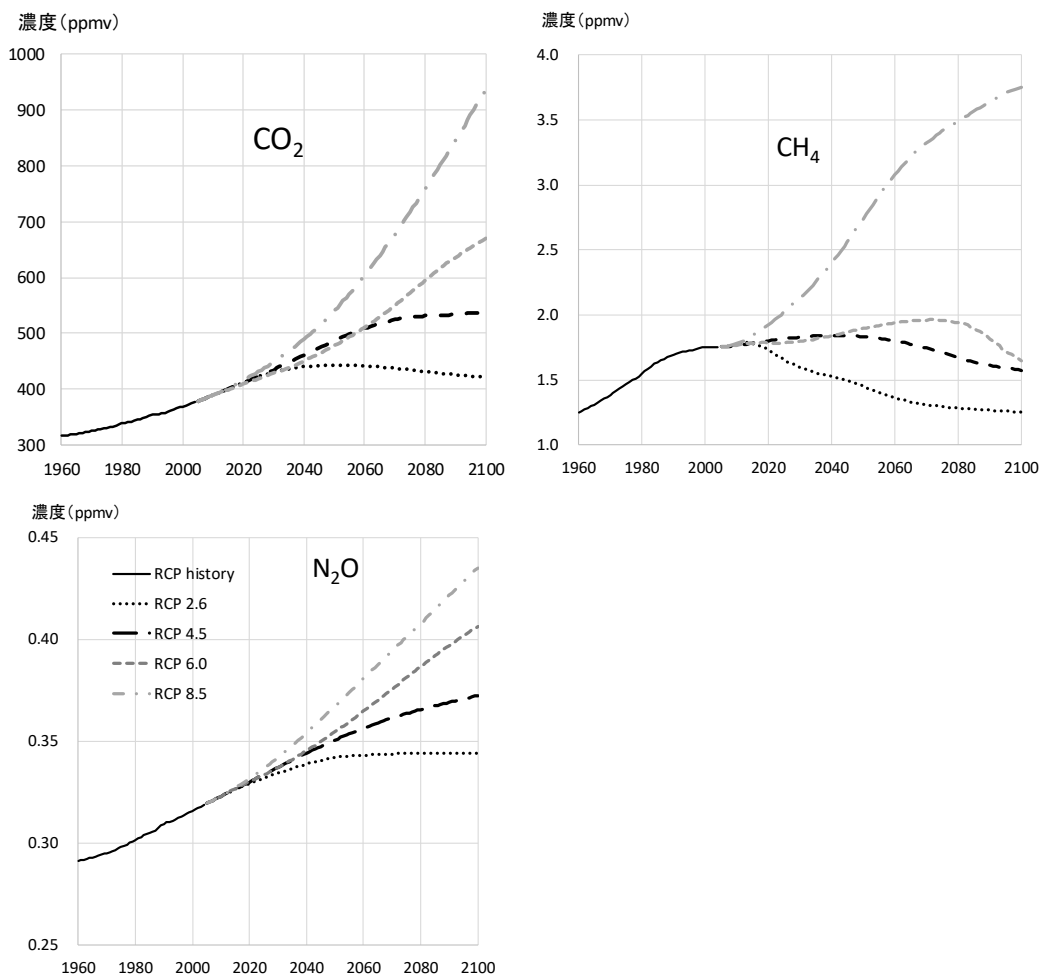 濃度（ppmv）
1000
900
800
700
600
500
400
300
CO₂
1960 1980 2000 2020 2040 2060 2080 2100
濃度（ppmv）
4.0
3.5
3.0
2.5
2.0
1.5
1.0
CH₄
1960 1980 2000 2020 2040 2060 2080 2100
濃度（ppmv）
0.45
0.40
0.35
0.30
0.25
N₂O
RCP history
RCP 2.6
RCP 4.5
RCP 6.0
RCP 8.5
1960 1980 2000 2020 2040 2060 2080 2100